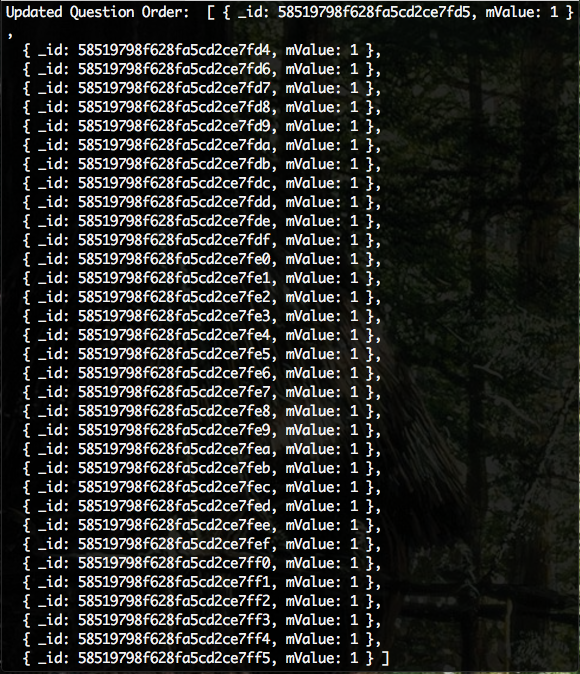 Updated Question Order:  [ { _id: 58519798f628fa5cd2ce7fd5, mValue: 1 }
,
  { _id: 58519798f628fa5cd2ce7fd4, mValue: 1 },
  { _id: 58519798f628fa5cd2ce7fd6, mValue: 1 },
  { _id: 58519798f628fa5cd2ce7fd7, mValue: 1 },
  { _id: 58519798f628fa5cd2ce7fd8, mValue: 1 },
  { _id: 58519798f628fa5cd2ce7fd9, mValue: 1 },
  { _id: 58519798f628fa5cd2ce7fda, mValue: 1 },
  { _id: 58519798f628fa5cd2ce7fdb, mValue: 1 },
  { _id: 58519798f628fa5cd2ce7fdc, mValue: 1 },
  { _id: 58519798f628fa5cd2ce7fdd, mValue: 1 },
  { _id: 58519798f628fa5cd2ce7fde, mValue: 1 },
  { _id: 58519798f628fa5cd2ce7fdf, mValue: 1 },
  { _id: 58519798f628fa5cd2ce7fe0, mValue: 1 },
  { _id: 58519798f628fa5cd2ce7fe1, mValue: 1 },
  { _id: 58519798f628fa5cd2ce7fe2, mValue: 1 },
  { _id: 58519798f628fa5cd2ce7fe3, mValue: 1 },
  { _id: 58519798f628fa5cd2ce7fe4, mValue: 1 },
  { _id: 58519798f628fa5cd2ce7fe5, mValue: 1 },
  { _id: 58519798f628fa5cd2ce7fe6, mValue: 1 },
  { _id: 58519798f628fa5cd2ce7fe7, mValue: 1 },
  { _id: 58519798f628fa5cd2ce7fe8, mValue: 1 },
  { _id: 58519798f628fa5cd2ce7fe9, mValue: 1 },
  { _id: 58519798f628fa5cd2ce7fea, mValue: 1 },
  { _id: 58519798f628fa5cd2ce7feb, mValue: 1 },
  { _id: 58519798f628fa5cd2ce7fec, mValue: 1 },
  { _id: 58519798f628fa5cd2ce7fed, mValue: 1 },
  { _id: 58519798f628fa5cd2ce7fee, mValue: 1 },
  { _id: 58519798f628fa5cd2ce7fef, mValue: 1 },
  { _id: 58519798f628fa5cd2ce7ff0, mValue: 1 },
  { _id: 58519798f628fa5cd2ce7ff1, mValue: 1 },
  { _id: 58519798f628fa5cd2ce7ff2, mValue: 1 },
  { _id: 58519798f628fa5cd2ce7ff3, mValue: 1 },
  { _id: 58519798f628fa5cd2ce7ff4, mValue: 1 },
  { _id: 58519798f628fa5cd2ce7ff5, mValue: 1 } ]